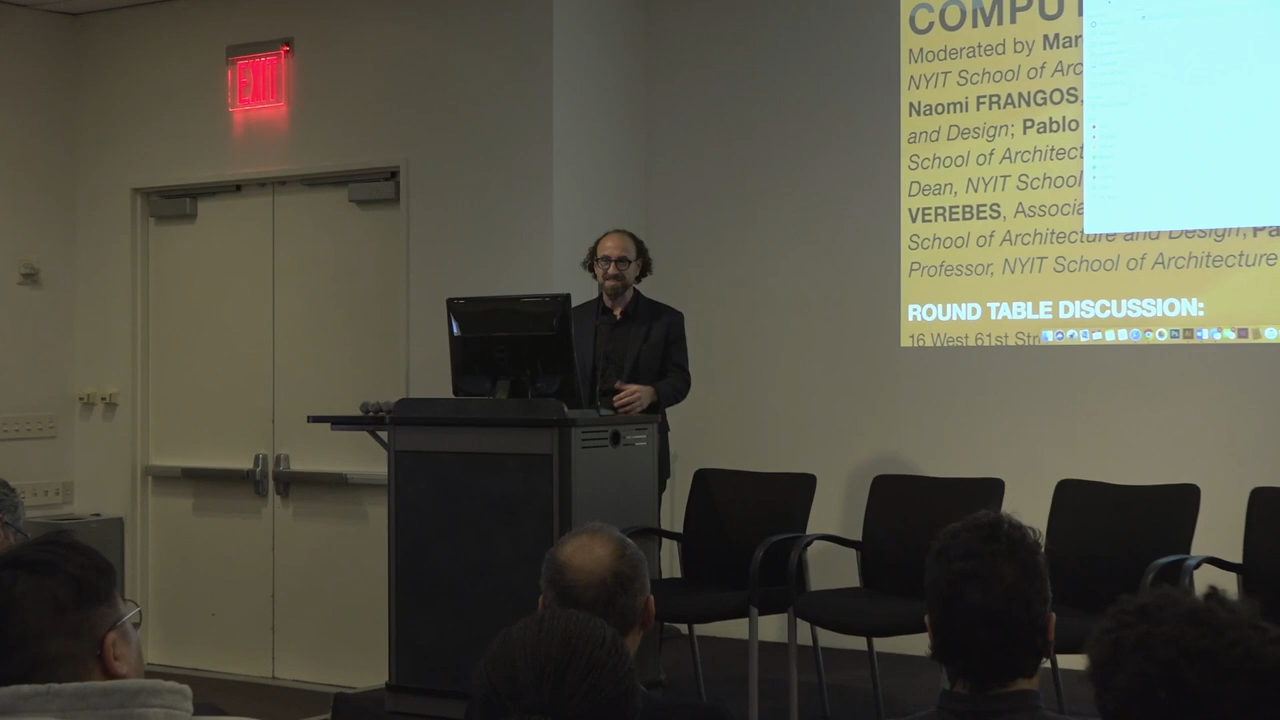 EXIT
COMPUT
Moderated by Mar
NYIT School of Arc
Naomi FRANGOS,
and Design; Pablo
School of Architect
Dean, NYIT School
VEREBES, Associa
School of Architecture and Design, Pa
Professor, NYIT School of Architecture
ROUND TABLE DISCUSSION:
16 West 61st Str